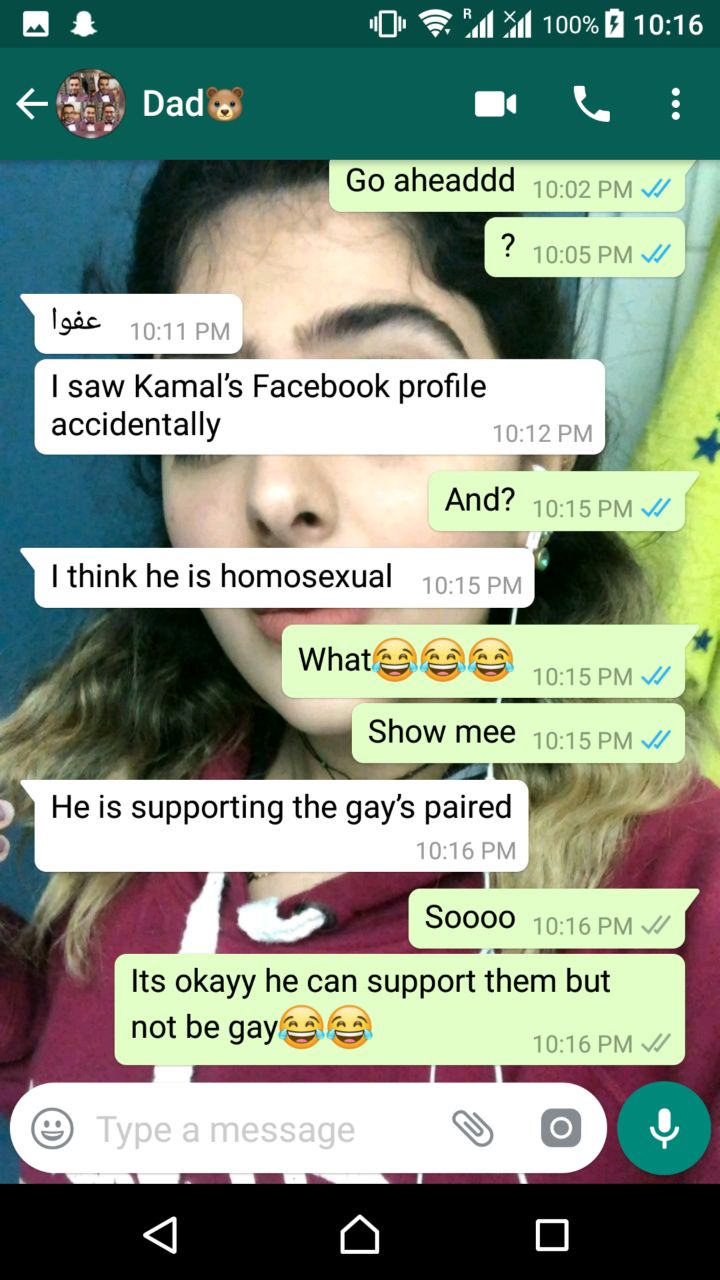 100% 10:16
Dad🐻
Go aheaddd 10:02 PM
? 10:05 PM
عفوا 10:11 PM
I saw Kamal’s Facebook profile
accidentally 10:12 PM
And? 10:15 PM
I think he is homosexual 10:15 PM
What😂😂😂 10:15 PM
Show mee 10:15 PM
He is supporting the gay’s paired
10:16 PM
Soooo 10:16 PM
Its okayy he can support them but
not be gay😂😂 10:16 PM
Type a message